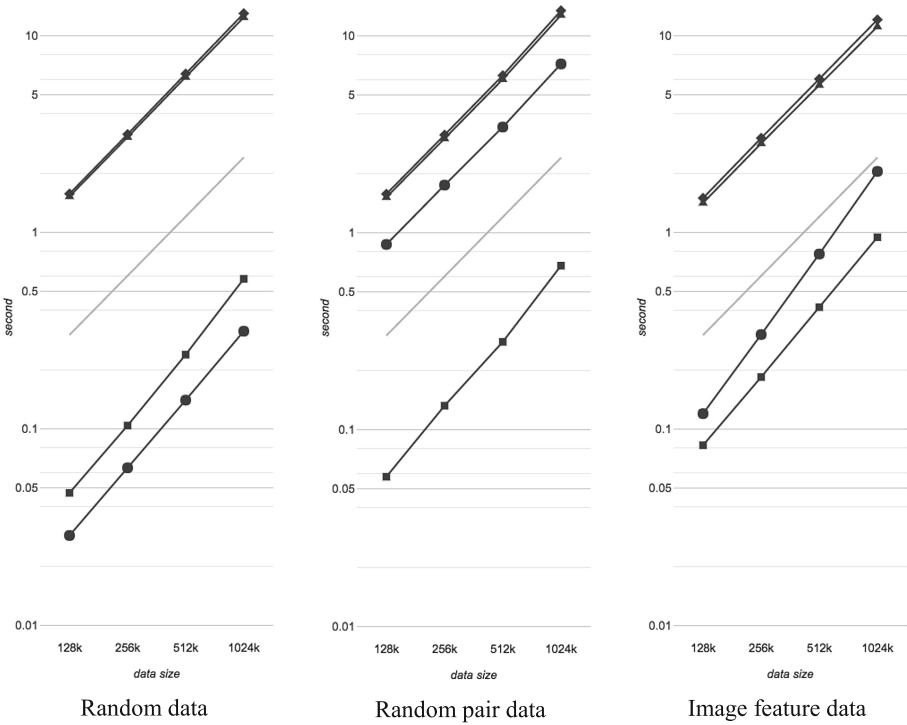 10
5
1
0.5
0.1
0.05
0.01
second
128k 256k 512k 1024k
data size
Random data
10
5
1
0.5
0.1
0.05
0.01
second
128k 256k 512k 1024k
data size
Random pair data
10
5
1
0.5
0.1
0.05
0.01
second
128k 256k 512k 1024k
data size
Image feature data